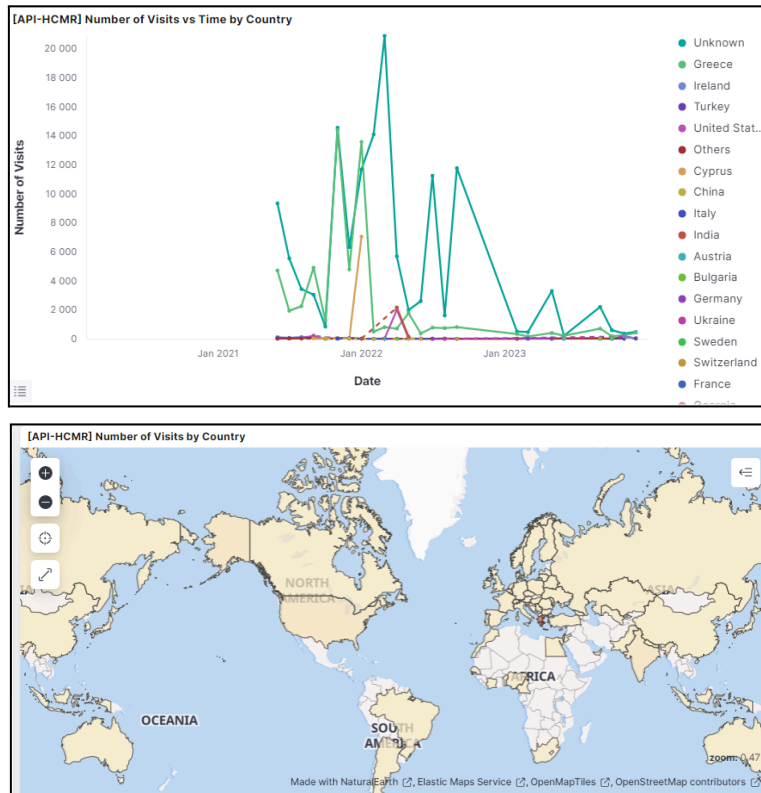 [API-HCMR] Number of Visits vs Time by Country
20 000
18 000
16 000
14 000
12 000
10 000
8 000
6 000
4 000
2 000
0
Number of Visits
Jan 2021
Jan 2022
Jan 2023
Date
Unknown
Greece
Ireland
Turkey
United Stat..
Others
Cyprus
China
Italy
India
Austria
Bulgaria
Germany
Ukraine
Sweden
Switzerland
France
Georgia
[API-HCMR] Number of Visits by Country
NORTH
AMERICA
ASIA
AFRICA
OCEANIA
SOUTH
AMERICA
zoom: 0.47
Made with NaturalEarth, Elastic Maps Service, OpenMapTiles, OpenStreetMap contributors